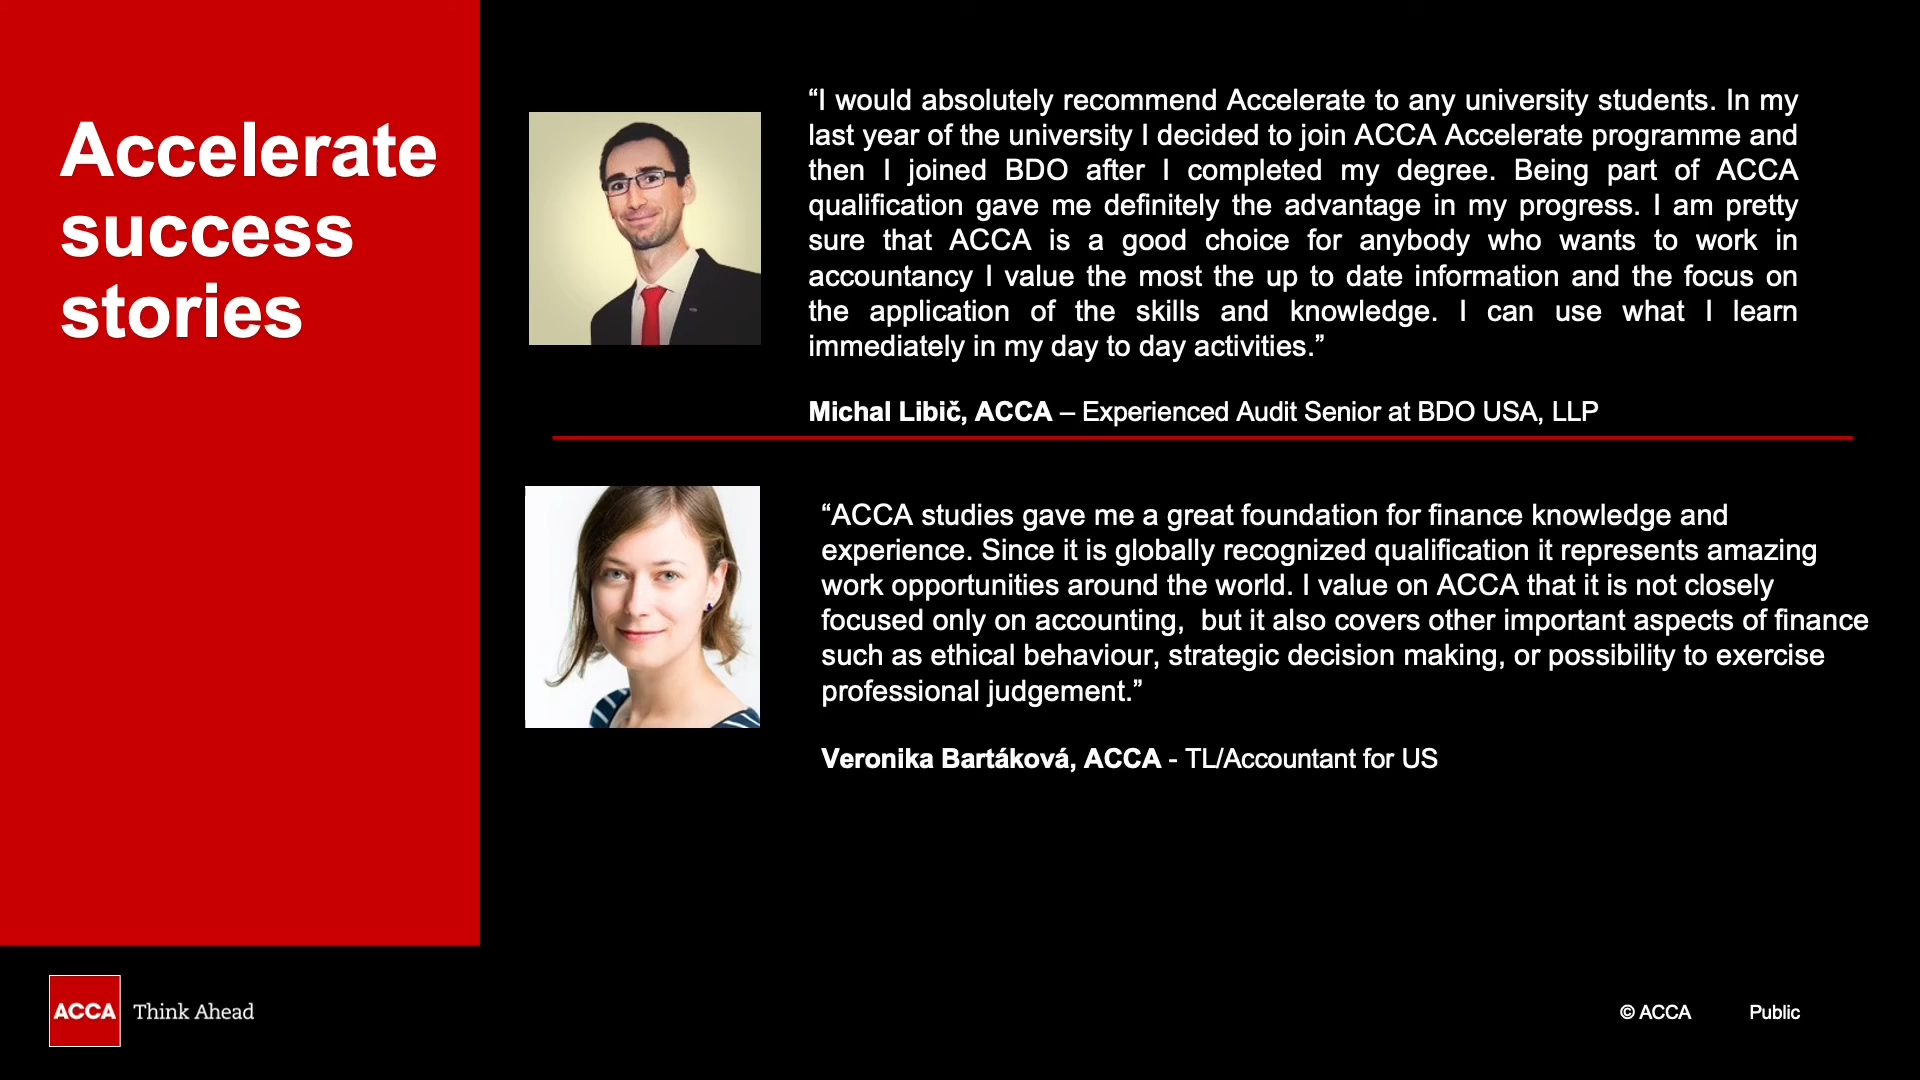 Accelerate
success
stories
“I would absolutely recommend Accelerate to any university students. In my
last year of the university I decided to join ACCA Accelerate programme and
then I joined BDO after I completed my degree. Being part of ACCA
qualification gave me definitely the advantage in my progress. I am pretty
sure that ACCA is a good choice for anybody who wants to work in
accountancy I value the most the up to date information and the focus on
the application of the skills and knowledge. I can use what I learn
immediately in my day to day activities.”
Michal Libič, ACCA – Experienced Audit Senior at BDO USA, LLP
“ACCA studies gave me a great foundation for finance knowledge and
experience. Since it is globally recognized qualification it represents amazing
work opportunities around the world. I value on ACCA that it is not closely
focused only on accounting,  but it also covers other important aspects of finance
such as ethical behaviour, strategic decision making, or possibility to exercise
professional judgement.”
Veronika Bartáková, ACCA - TL/Accountant for US
ACCA Think Ahead
© ACCA Public